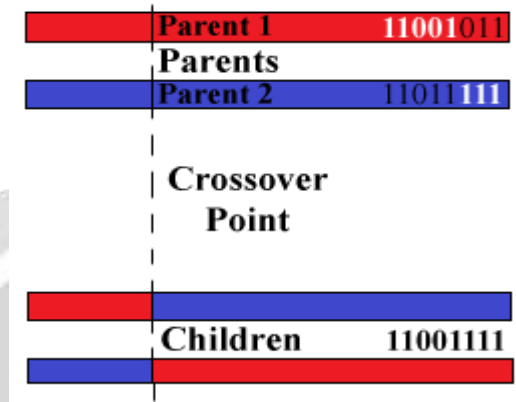 Parent 1 11001011
Parents
Parent 2 11011111
Crossover
Point
Children 11001111